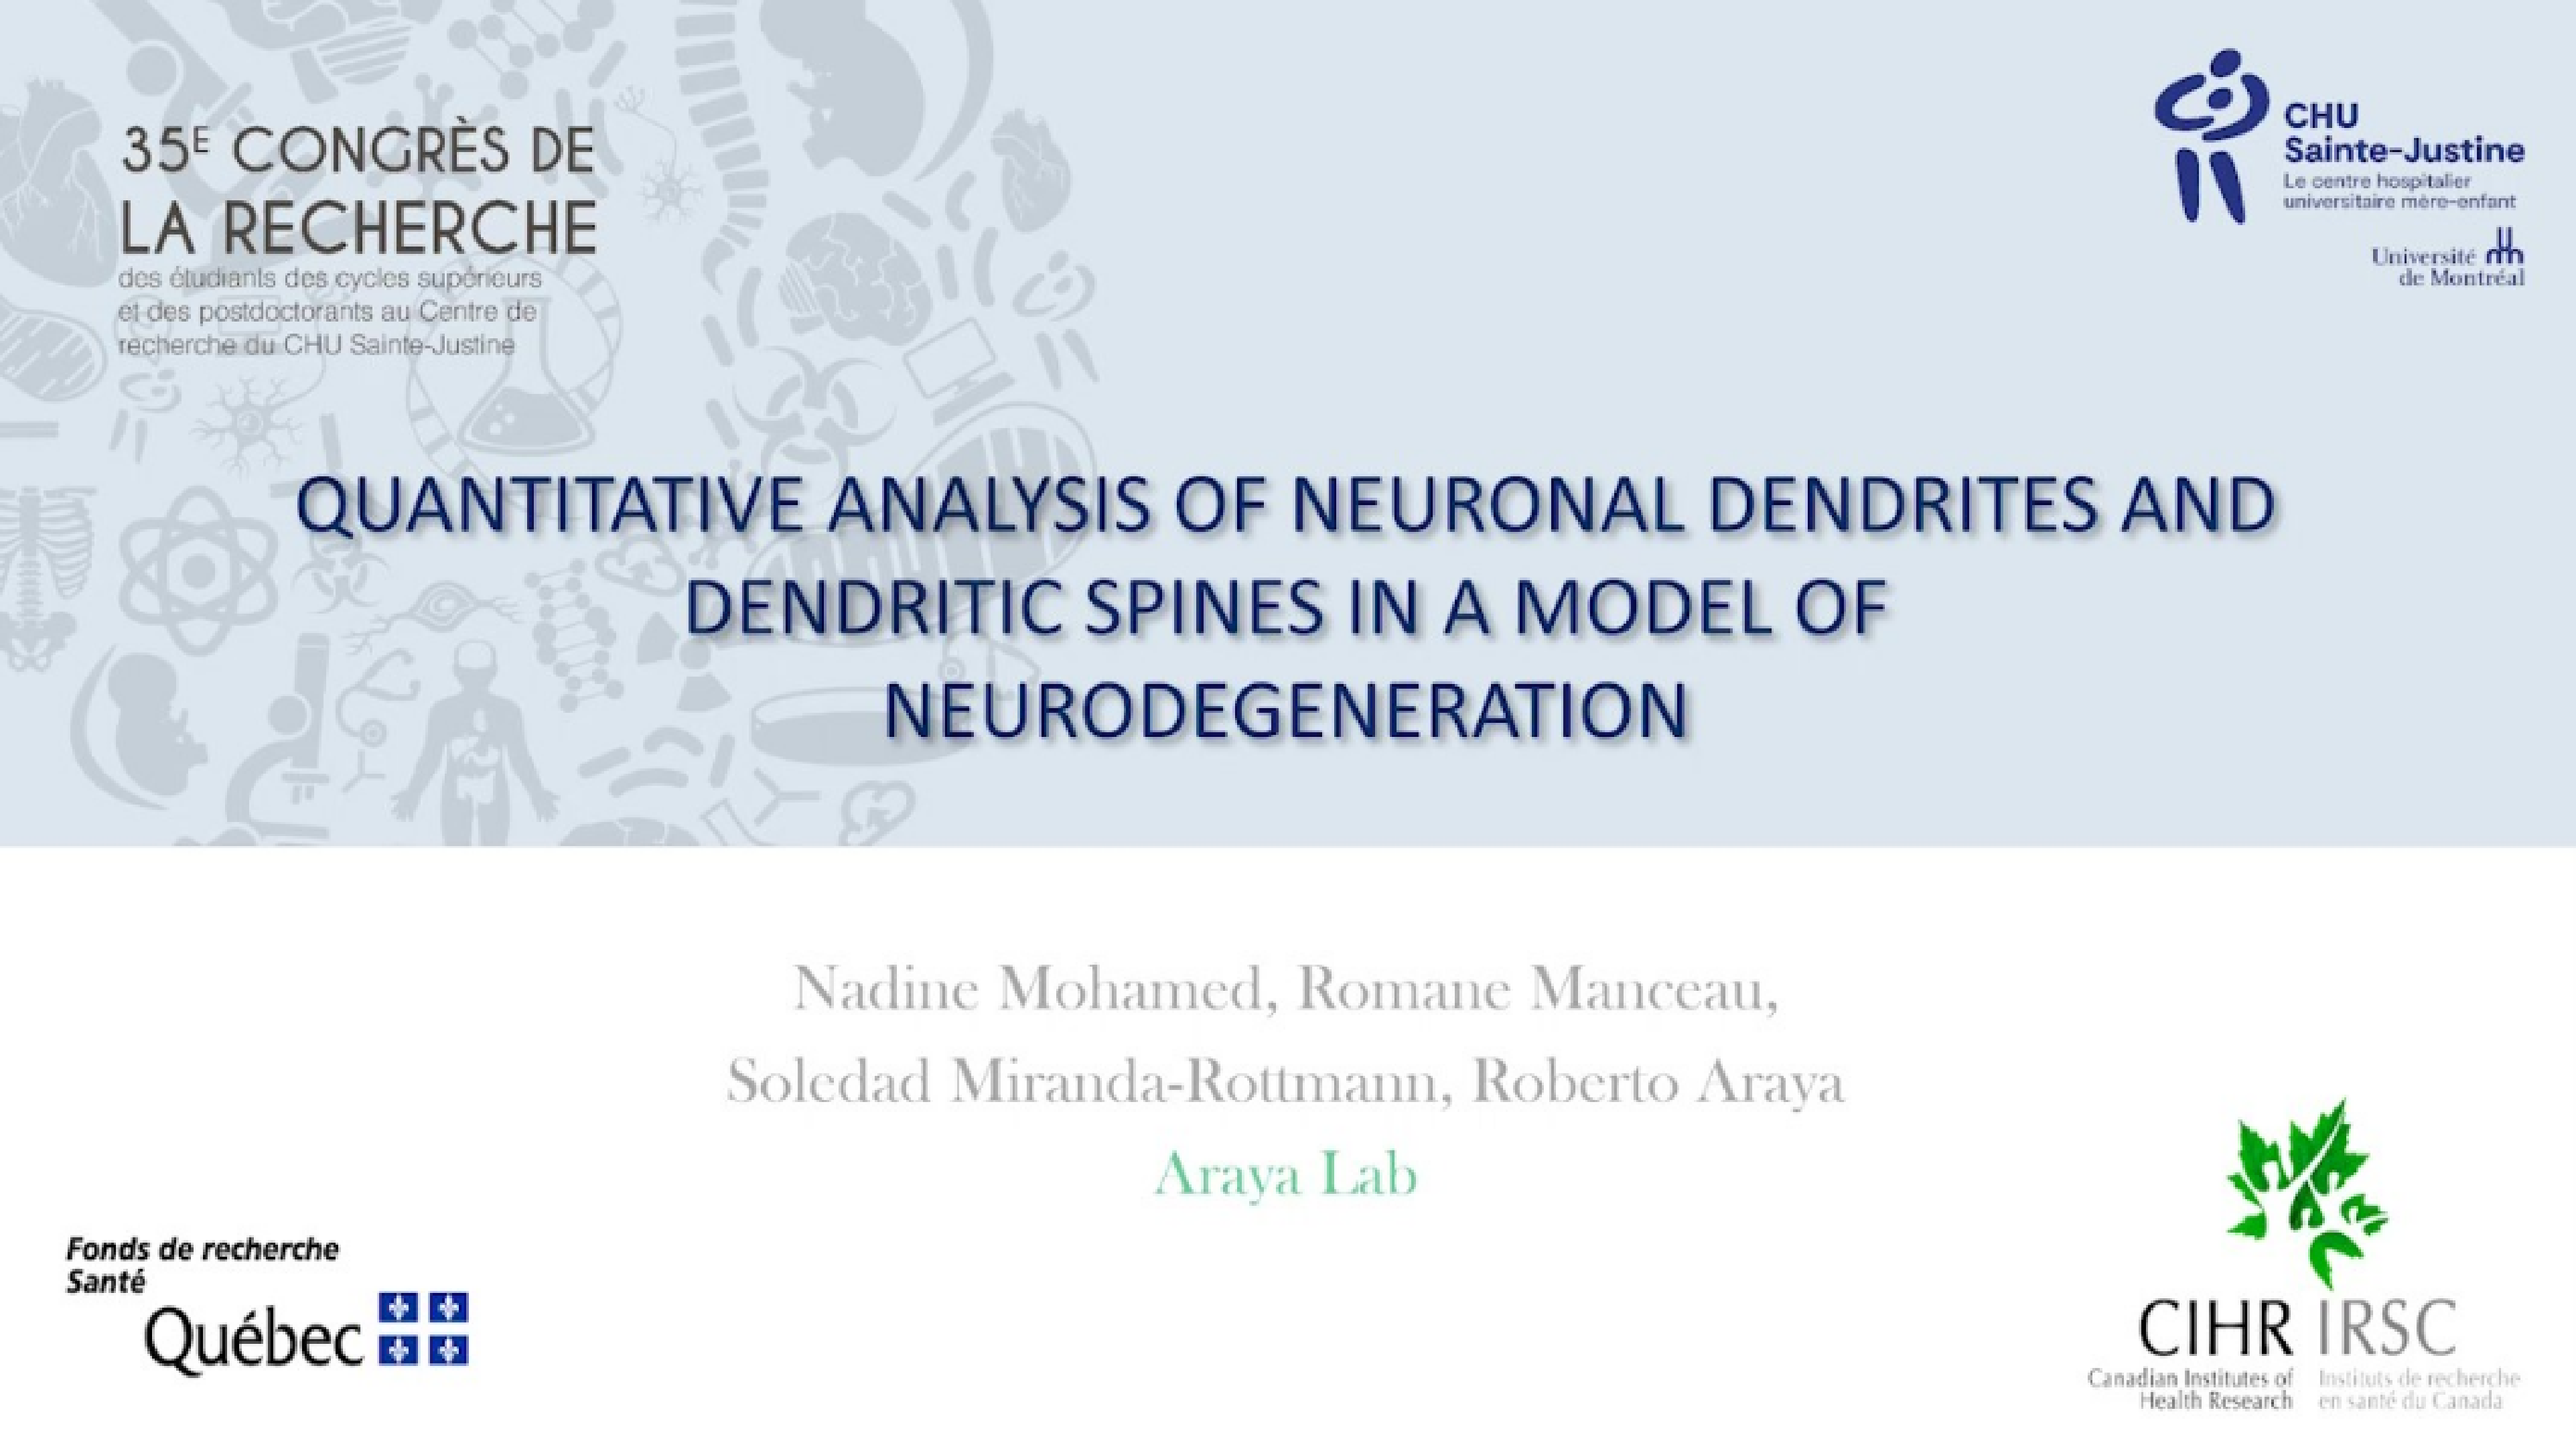 35E CONGRÈS DE
LA RECHERCHE
des étudiants des cycles supérieurs
et des postdoctorants au Centre de
recherche du CHU Sainte-Justine
CHU
Sainte-Justine
Le centre hospitalier
universitaire mère-enfant
Université
de Montréal
QUANTITATIVE ANALYSIS OF NEURONAL DENDRITES AND
DENDRITIC SPINES IN A MODEL OF
NEURODEGENERATION
Nadine Mohamed, Romane Manceau,
Soledad Miranda-Rottmann, Roberto Araya
Araya Lab
Fonds de recherche
Santé
Québec
CIHR IRSC
Canadian Institutes of
Health Research
Instituts de recherche
en santé du Canada